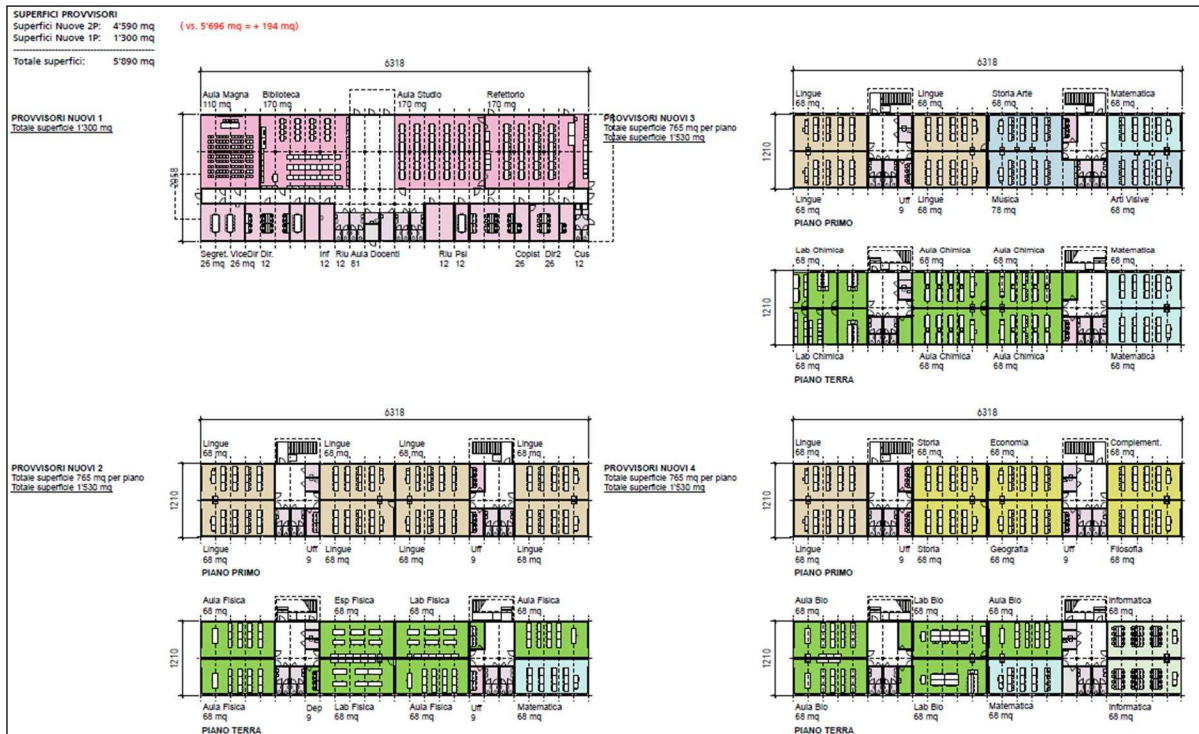 SUPERFICI PROVVISORI
Superfici Nuove 2P: 4'590 mq ( vs. 5'696 mq = + 194 mq)
Superfici Nuove 1P: 1'300 mq
Totale superfici: 5'890 mq
PROVVISORI NUOVI 1
Totale superficie 1'300 mq
6318
Aula Magna Biblioteca Aula Studio Refettorio
110 mq 170 mq 170 mq 170 mq
2058
Segret. ViceDir Dir. Inf Riu Aula Docenti Riu Psi Copist Dir2 Cus
26 mq 26 mq 12 12 12 81 12 12 26 26 12
PROVVISORI NUOVI 3
Totale superficie 765 mq per piano
Totale superficie 1'530 mq
6318
Lingue Lingue Storia Arte Matematica
68 mq 68 mq 68 mq 68 mq
1210
Lingue Uff Lingue Musica Arti Visive
68 mq 9 68 mq 78 mq 68 mq
PIANO PRIMO
Lab Chimica Aula Chimica Aula Chimica Matematica
68 mq 68 mq 68 mq 68 mq
1210
Lab Chimica Aula Chimica Aula Chimica Matematica
68 mq 68 mq 68 mq 68 mq
PIANO TERRA
PROVVISORI NUOVI 2
Totale superficie 765 mq per piano
Totale superficie 1'530 mq
6318
Lingue Lingue Lingue Lingue
68 mq 68 mq 68 mq 68 mq
1210
Lingue Uff Lingue Lingue Uff Lingue
68 mq 9 68 mq 68 mq 9 68 mq
PIANO PRIMO
Aula Fisica Esp Fisica Lab Fisica Aula Fisica
68 mq 68 mq 68 mq 68 mq
1210
Aula Fisica Dep Lab Fisica Aula Fisica Uff Matematica
68 mq 9 68 mq 68 mq 9 68 mq
PIANO TERRA
PROVVISORI NUOVI 4
Totale superficie 765 mq per piano
Totale superficie 1'530 mq
6318
Lingue Storia Economia Complement.
68 mq 68 mq 68 mq 68 mq
1210
Lingue Uff Storia Geografia Uff Filosofia
68 mq 9 68 mq 68 mq 9 68 mq
PIANO PRIMO
Aula Bio Lab Bio Aula Bio Informatica
68 mq 68 mq 68 mq 68 mq
1210
Aula Bio Lab Bio Matematica Informatica
68 mq 68 mq 68 mq 68 mq
PIANO TERRA